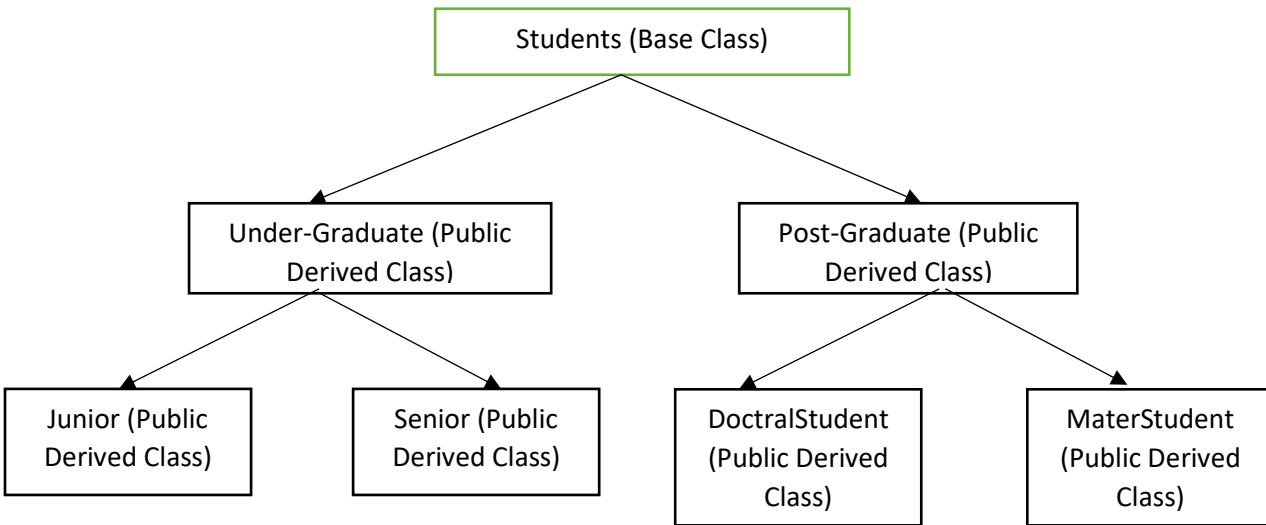 Students (Base Class)
Under-Graduate (Public
Derived Class)
Post-Graduate (Public
Derived Class)
Junior (Public
Derived Class)
Senior (Public
Derived Class)
DoctralStudent
(Public Derived
Class)
MaterStudent
(Public Derived
Class)